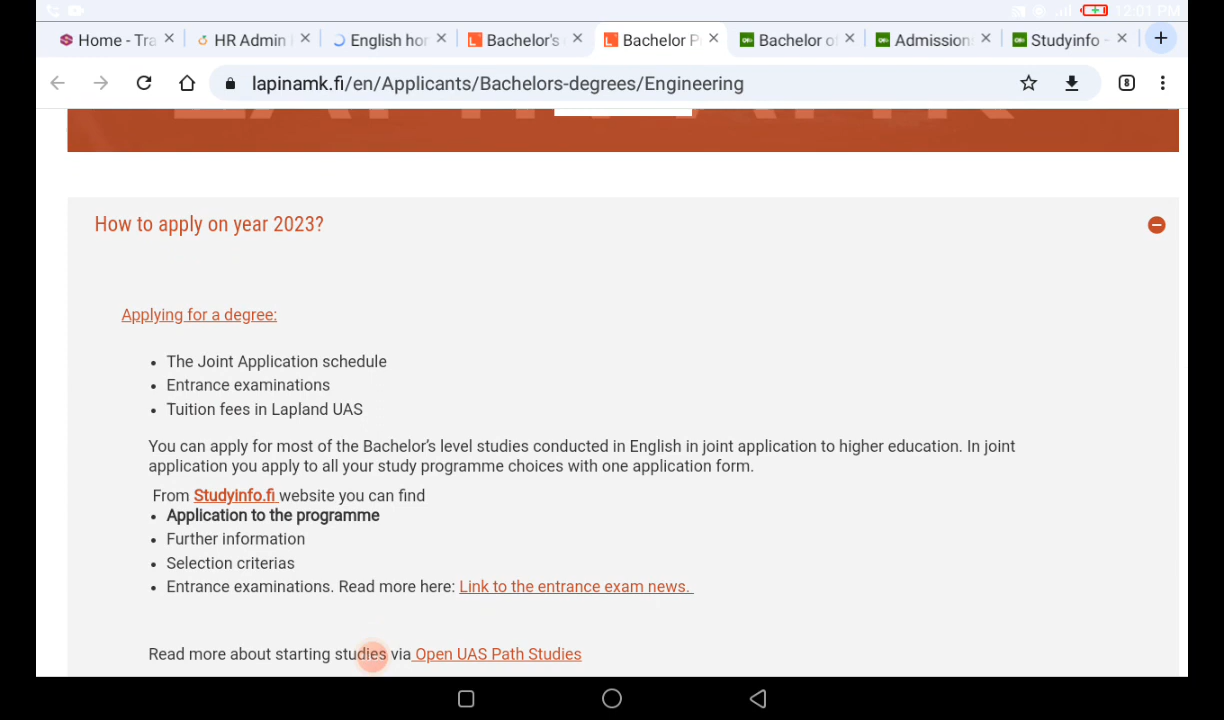 12:01 PM
Home - Tra
HR Admin
English hor
Bachelor's
Bachelor P
Bachelor of
Admission
Studyinfo -
lapinamk.fi/en/Applicants/Bachelors-degrees/Engineering
8
How to apply on year 2023?
Applying for a degree:
• The Joint Application schedule
• Entrance examinations
• Tuition fees in Lapland UAS
You can apply for most of the Bachelor's level studies conducted in English in joint application to higher education. In joint
application you apply to all your study programme choices with one application form.
From Studyinfo.fi website you can find
• Application to the programme
• Further information
• Selection criterias
• Entrance examinations. Read more here: Link to the entrance exam news.
Read more about starting studies via Open UAS Path Studies